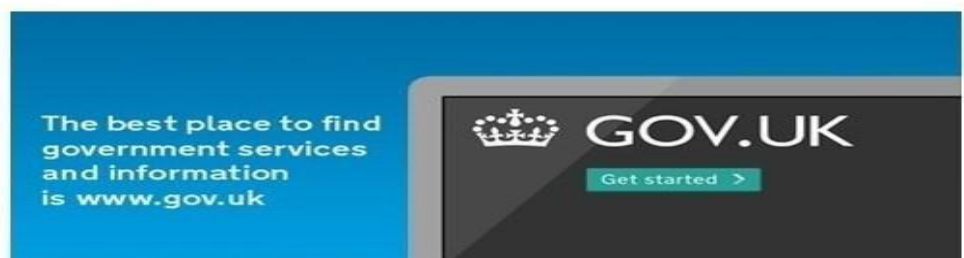 The best place to find
government services
and information
is www.gov.uk
GOV.UK
Get started >